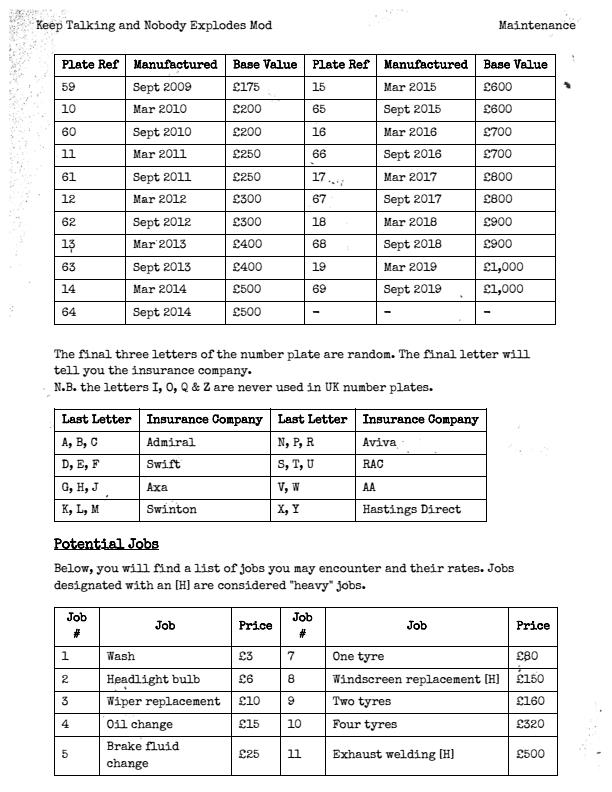 Keep Talking and Nobody Explodes Mod Maintenance
Plate Ref Manufactured Base Value Plate Ref Manufactured Base Value
59 Sept 2009 £175 15 Mar 2015 £600
10 Mar 2010 £200 65 Sept 2015 £600
60 Sept 2010 £200 16 Mar 2016 £700
11 Mar 2011 £250 66 Sept 2016 £700
61 Sept 2011 £250 17 Mar 2017 £800
12 Mar 2012 £300 67 Sept 2017 £800
62 Sept 2012 £300 18 Mar 2018 £900
13 Mar 2013 £400 68 Sept 2018 £900
63 Sept 2013 £400 19 Mar 2019 £1,000
14 Mar 2014 £500 69 Sept 2019 £1,000
64 Sept 2014 £500 - - -
The final three letters of the number plate are random. The final letter will
tell you the insurance company.
N.B. the letters I, O, Q & Z are never used in UK number plates.
Last Letter Insurance Company Last Letter Insurance Company
A, B, C Admiral N, P, R Aviva
D, E, F Swift S, T, U RAC
G, H, J Axa V, W AA
K, L, M Swinton X, Y Hastings Direct
Potential Jobs
Below, you will find a list of jobs you may encounter and their rates. Jobs
designated with an [H] are considered "heavy" jobs.
Job # Job Price Job # Job Price
1 Wash £3 7 One tyre £80
2 Headlight bulb £6 8 Windscreen replacement [H] £150
3 Wiper replacement £10 9 Two tyres £160
4 Oil change £15 10 Four tyres £320
5 Brake fluid change £25 11 Exhaust welding [H] £500